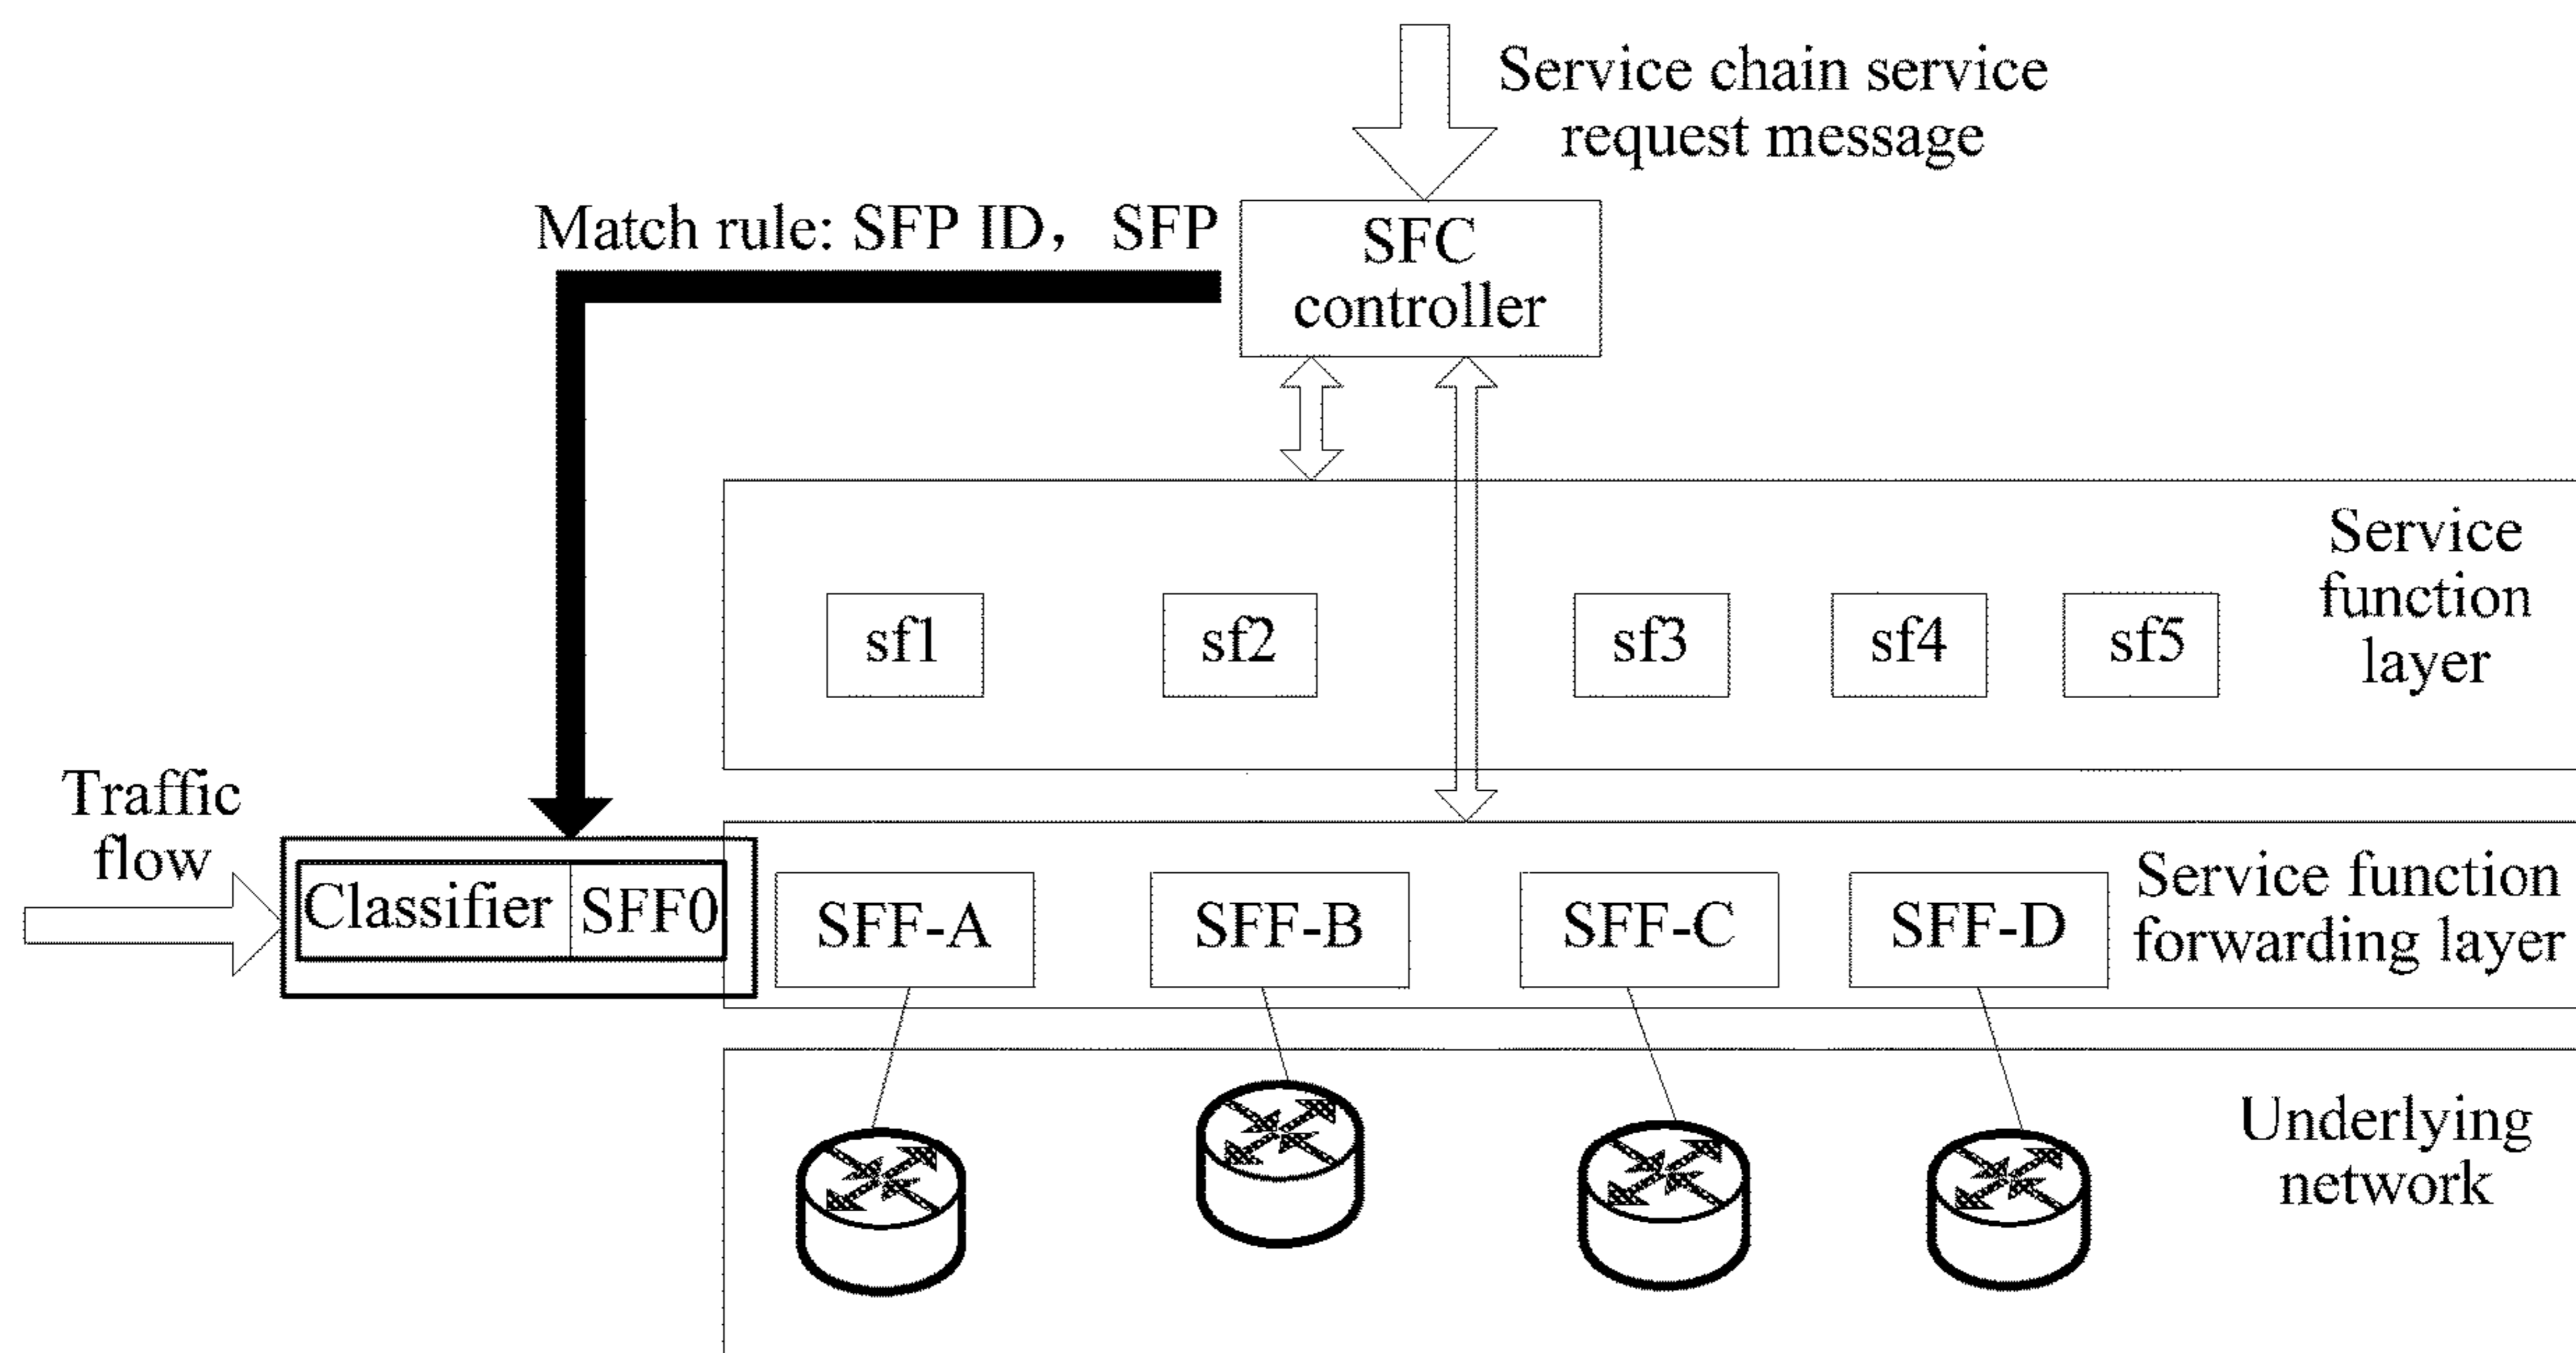 Service chain service
request message
Match rule: SFP ID，SFP
SFC
controller
Service
function
layer
sf1
sf2
sf3
sf4
sf5
Traffic
flow
Classifier
SFF0
SFF-A
SFF-B
SFF-C
SFF-D
Service function
forwarding layer
Underlying
network